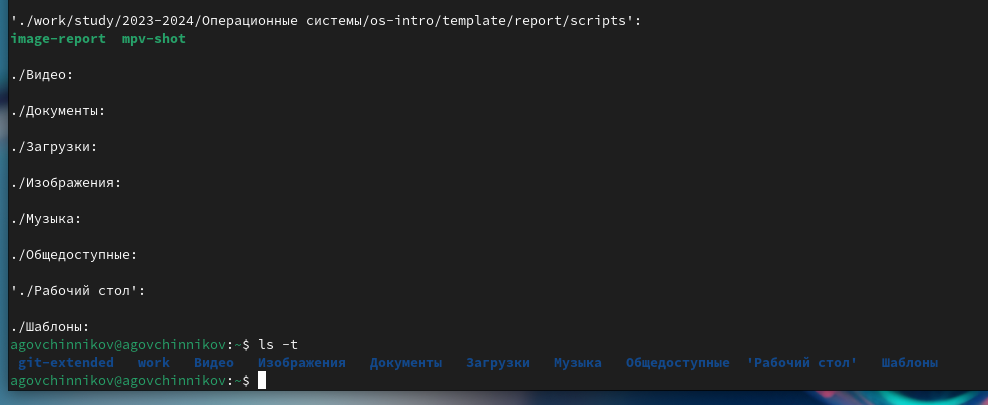 './work/study/2023-2024/Операционные системы/os-intro/template/report/scripts':
image-report  mpv-shot
./Видео:
./Документы:
./Загрузки:
./Изображения:
./Музыка:
./Общедоступные:
'./Рабочий стол':
./Шаблоны:
agovchinnikov@agovchinnikov:~$ ls -t
git-extended   work   Видео   Изображения   Документы   Загрузки   Музыка   Общедоступные  'Рабочий стол'   Шаблоны
agovchinnikov@agovchinnikov:~$